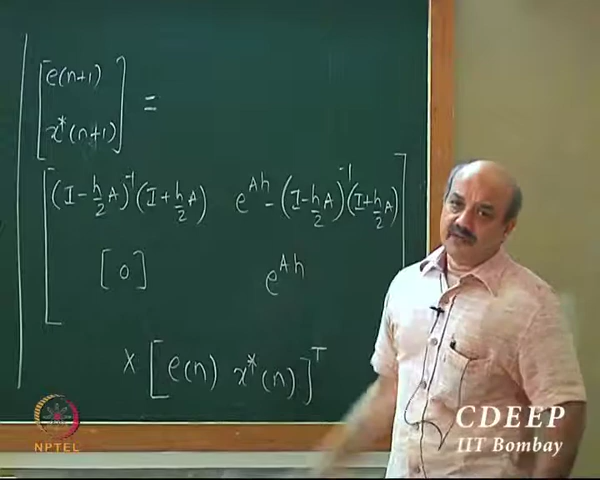 [e(n+1)
x*(n+1)] =
[(I - h/2 A)^-1 (I + h/2 A)   e^Ah - (I - h/2 A)^-1 (I + h/2 A)
[0]   e^Ah]
× [e(n)   x*(n)]^T
NPTEL
CDEEP
IIT Bombay